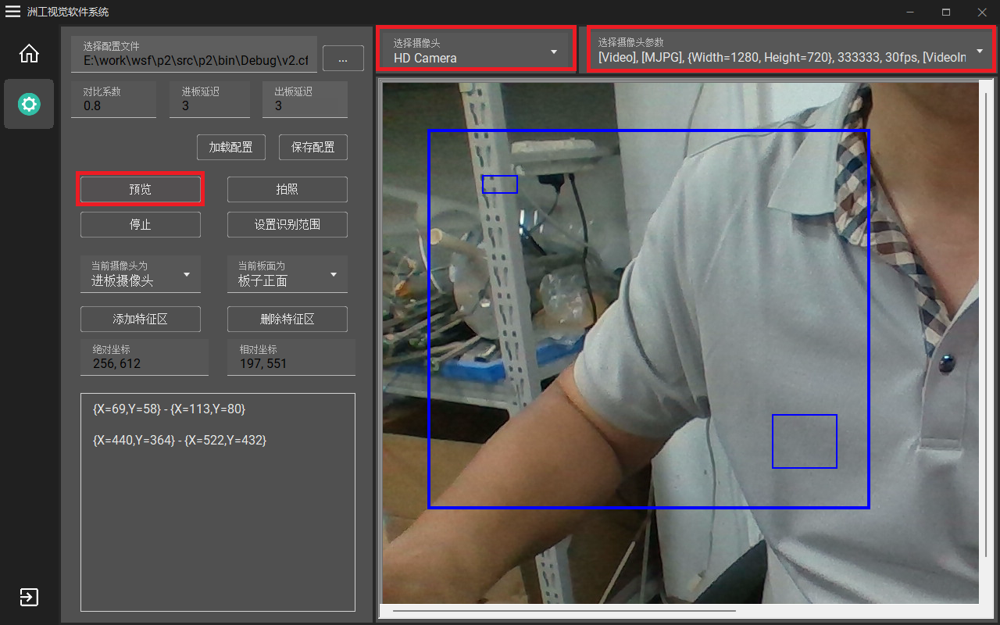 洲工视觉软件系统
选择配置文件
E:\work\wsf\p2\src\p2\bin\Debug\v2.cf
...
对比系数
0.8
进板延迟
3
出板延迟
3
加载配置
保存配置
预览
拍照
停止
设置识别范围
当前摄像头为
进板摄像头
当前板面为
板子正面
添加特征区
删除特征区
绝对坐标
256, 612
相对坐标
197, 551
{X=69,Y=58} - {X=113,Y=80}
{X=440,Y=364} - {X=522,Y=432}
选择摄像头
HD Camera
选择摄像头参数
[Video], [MJPG], {Width=1280, Height=720}, 333333, 30fps, [VideoIn